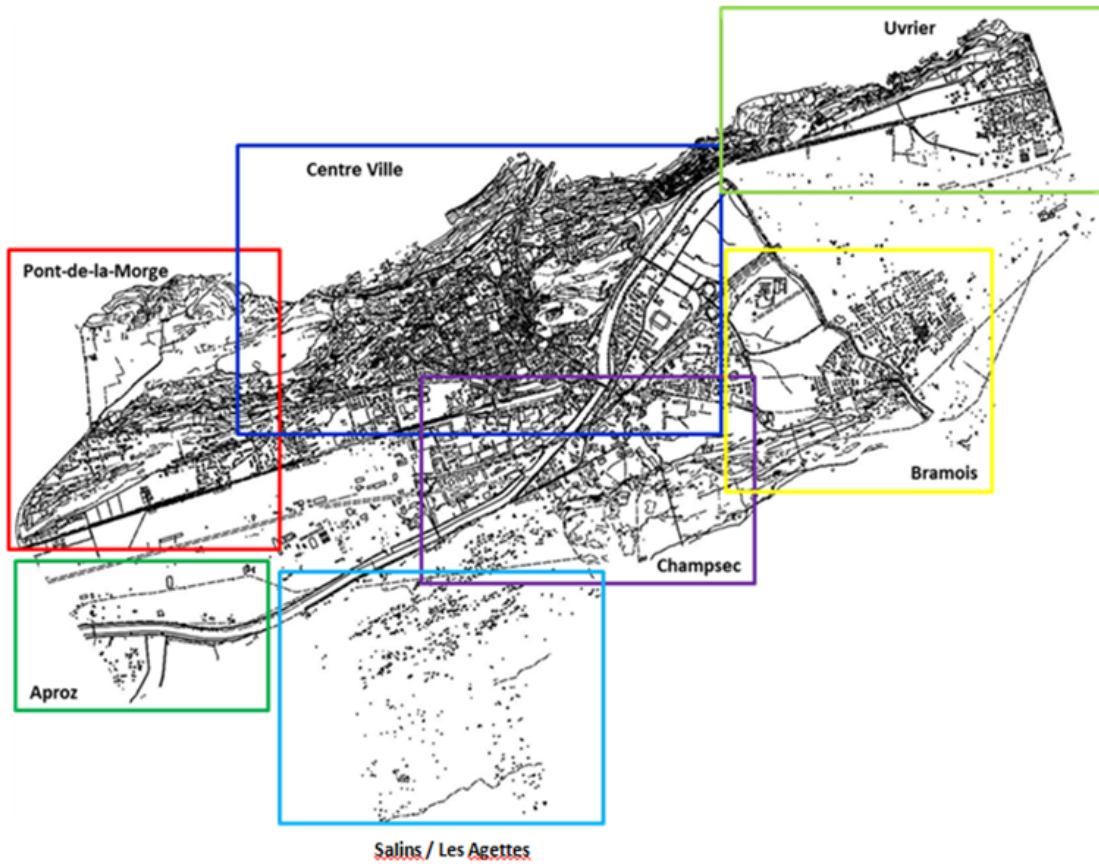 Uvrier
Centre Ville
Pont-de-la-Morge
Bramois
Champsec
Aproz
Salins / Les Agettes